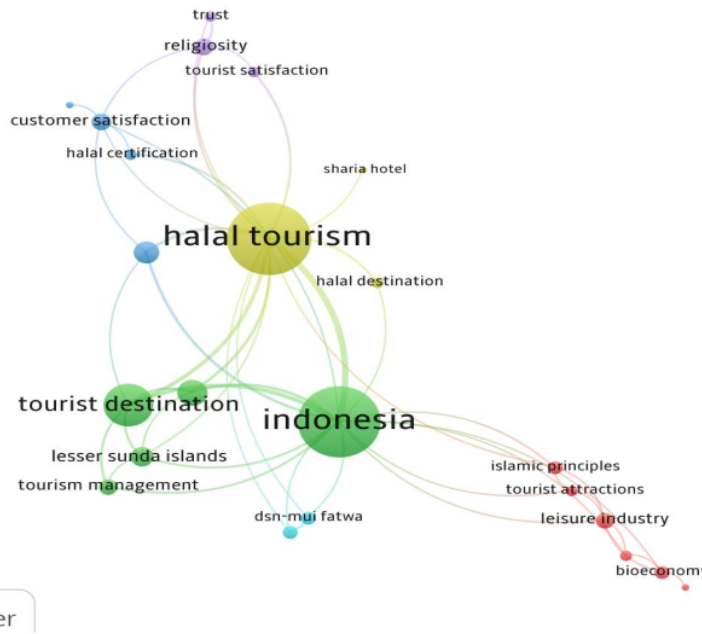 trust
religiosity
tourist satisfaction
customer satisfaction
halal certification
sharia hotel
halal tourism
halal destination
tourist destination
indonesia
lesser sunda islands
tourism management
islamic principles
tourist attractions
dsn-mui fatwa
leisure industry
bioeconomy
er